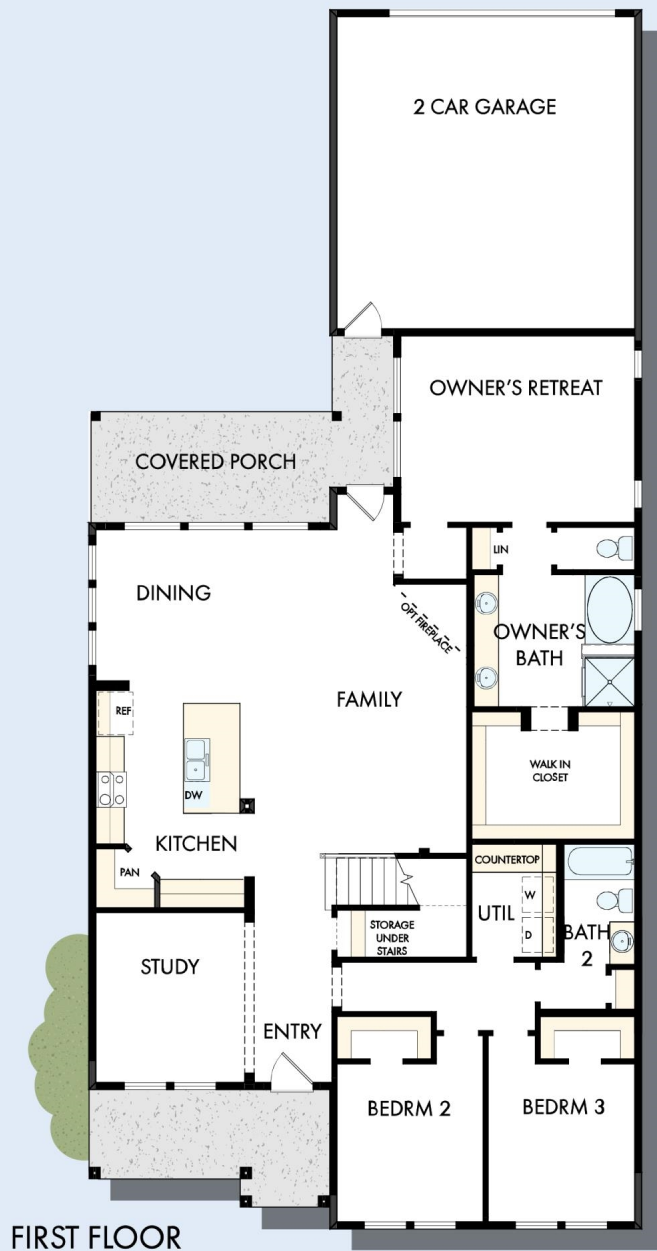 2 CAR GARAGE
OWNER'S RETREAT
COVERED PORCH
LIN
DINING
OPT FIREPLACE
OWNER'S
BATH
FAMILY
REF
WALK IN
CLOSET
DW
KITCHEN
COUNTERTOP
PAN
W
UTIL
STORAGE
UNDER
STAIRS
D
BATH
2
STUDY
ENTRY
BEDRM 2
BEDRM 3
FIRST FLOOR